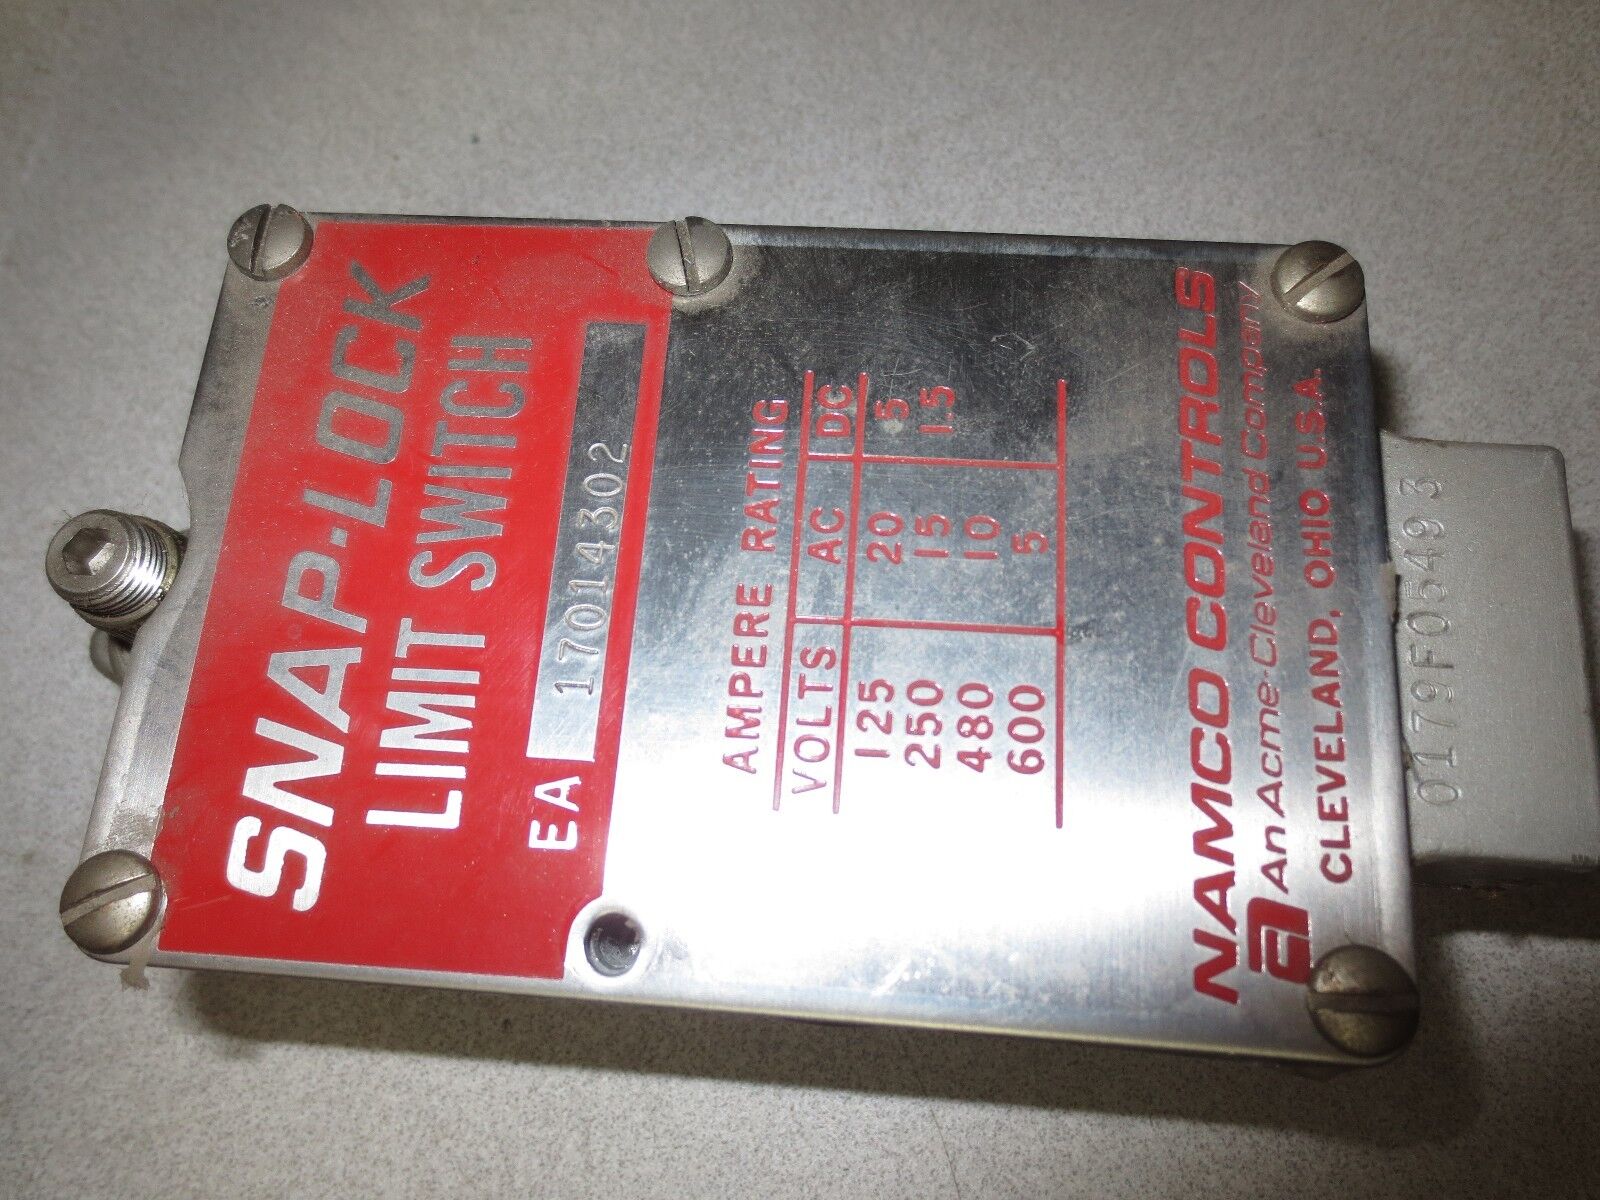 SNAP-LOCK
LIMIT SWITCH
EA 17014302
AMPERE RATING
VOLTS AC DC
125 20 5
250 15 1.5
480 10
600 5
NAMCO CONTROLS
a An Acme-Cleveland Company
CLEVELAND, OHIO U.S.A.
0179F05493